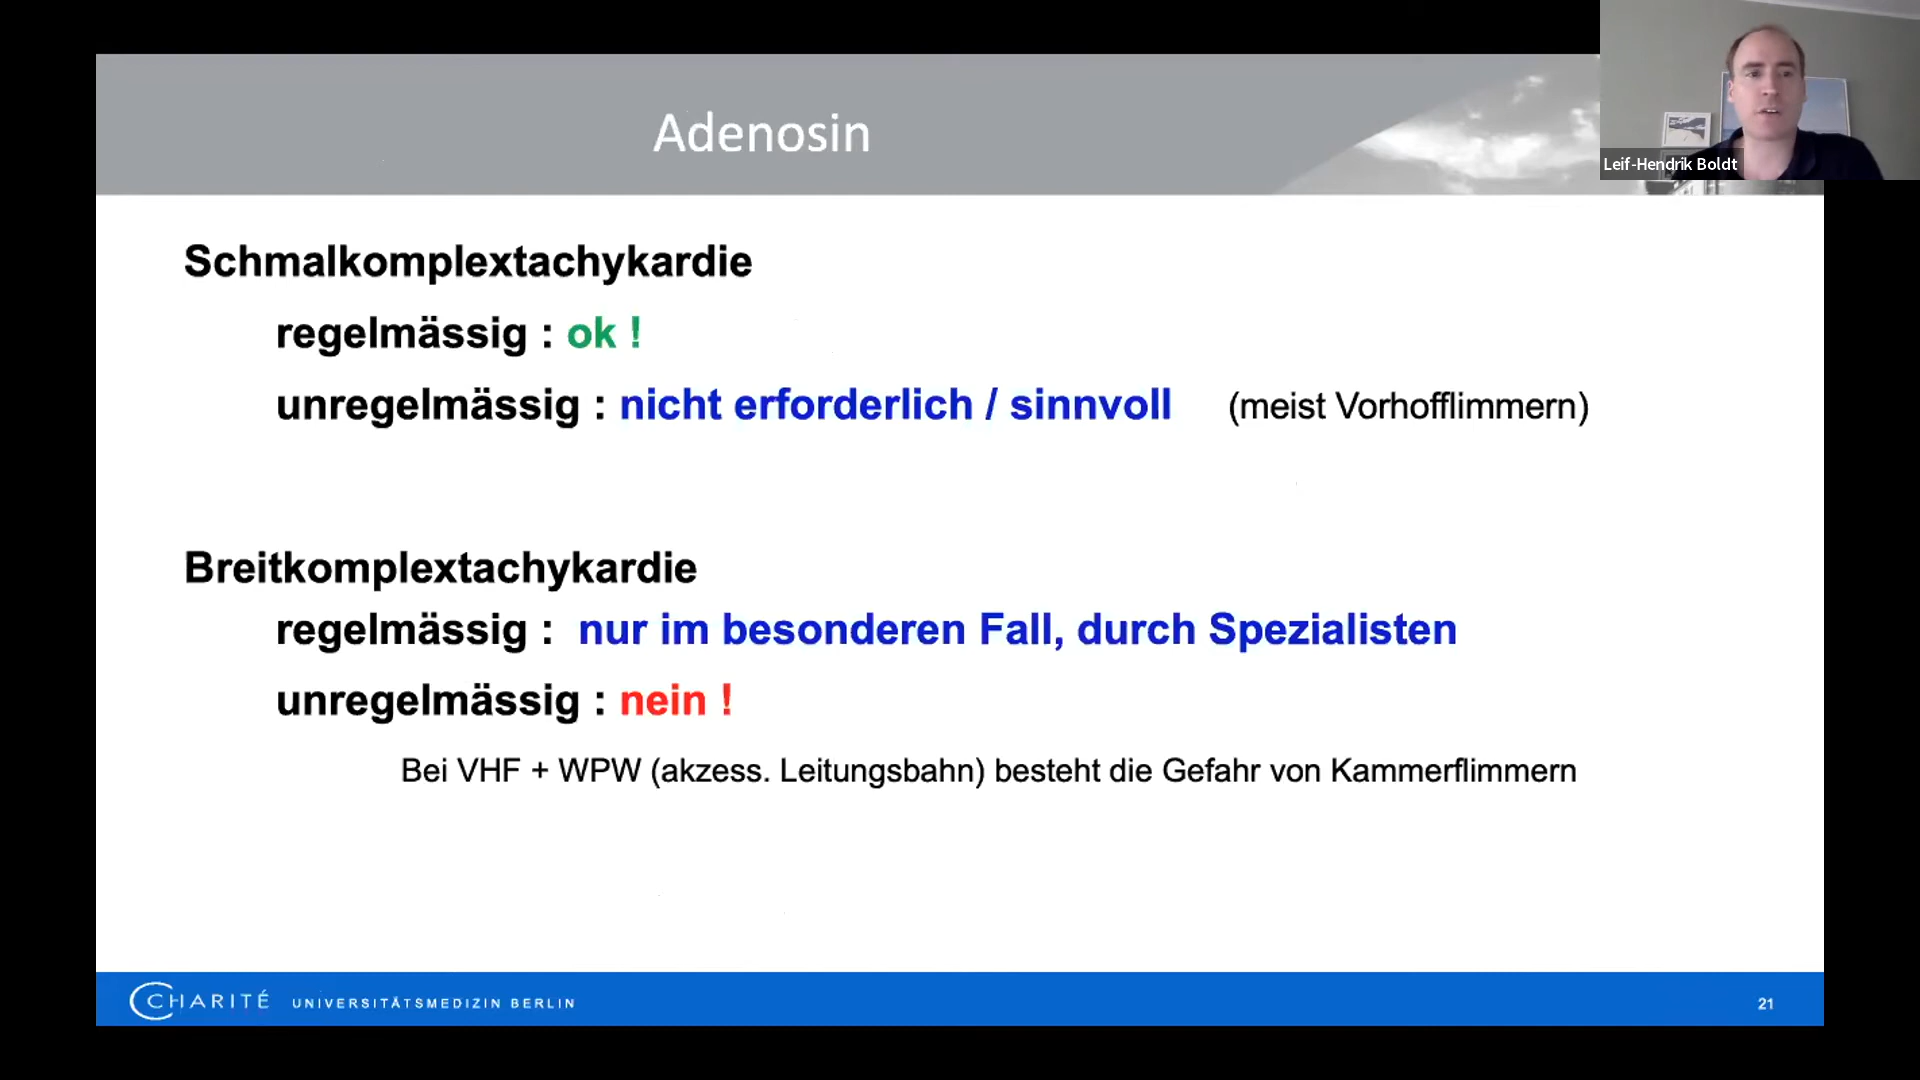 Adenosin
Leif-Hendrik Boldt
Schmalkomplextachykardie
regelmässig : ok !
unregelmässig : nicht erforderlich / sinnvoll (meist Vorhofflimmern)
Breitkomplextachykardie
regelmässig : nur im besonderen Fall, durch Spezialisten
unregelmässig : nein !
Bei VHF + WPW (akzess. Leitungsbahn) besteht die Gefahr von Kammerflimmern
CHARITÉ UNIVERSITÄTSMEDIZIN BERLIN
21